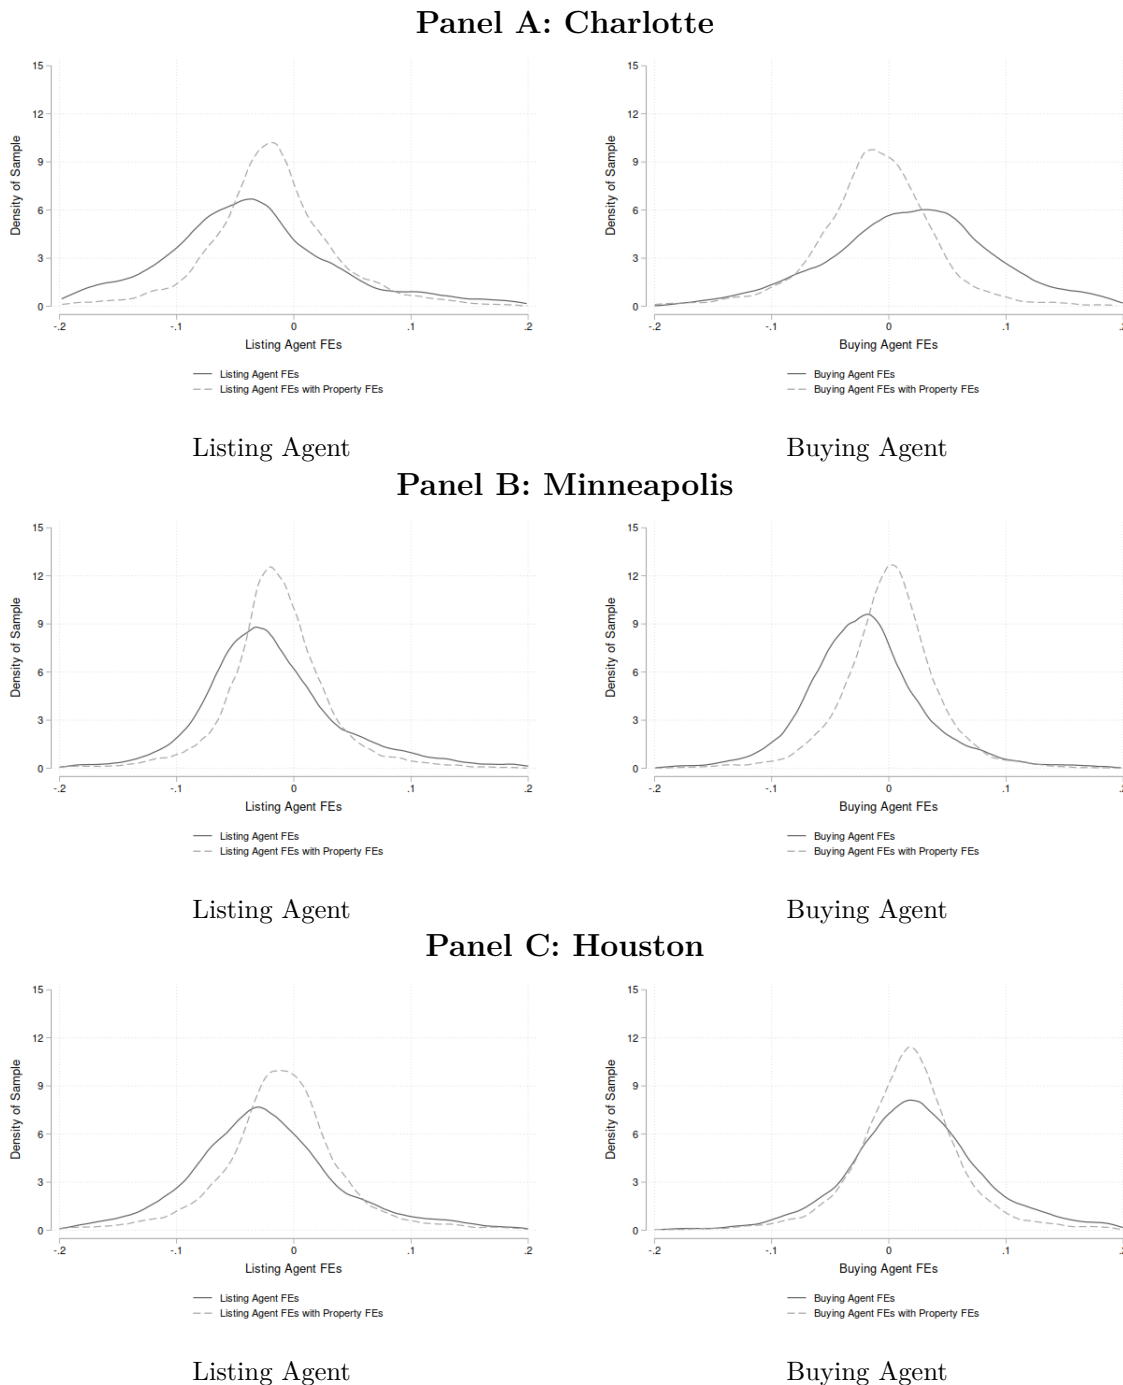 Panel A: Charlotte
15
12
9
6
3
0
Density of Sample
-.2
-.1
0
.1
.2
Listing Agent FEs
Listing Agent FEs
Listing Agent FEs with Property FEs
Listing Agent
15
12
9
6
3
0
Density of Sample
-.2
-.1
0
.1
Buying Agent FEs
Buying Agent FEs
Buying Agent FEs with Property FEs
Buying Agent
Panel B: Minneapolis
15
12
9
6
3
0
Density of Sample
-.2
-.1
0
.1
.2
Listing Agent FEs
Listing Agent FEs
Listing Agent FEs with Property FEs
Listing Agent
15
12
9
6
3
0
Density of Sample
-.2
-.1
0
.1
Buying Agent FEs
Buying Agent FEs
Buying Agent FEs with Property FEs
Buying Agent
Panel C: Houston
15
12
9
6
3
0
Density of Sample
-.2
-.1
0
.1
.2
Listing Agent FEs
Listing Agent FEs
Listing Agent FEs with Property FEs
Listing Agent
15
12
9
6
3
0
Density of Sample
-.2
-.1
0
.1
Buying Agent FEs
Buying Agent FEs
Buying Agent FEs with Property FEs
Buying Agent